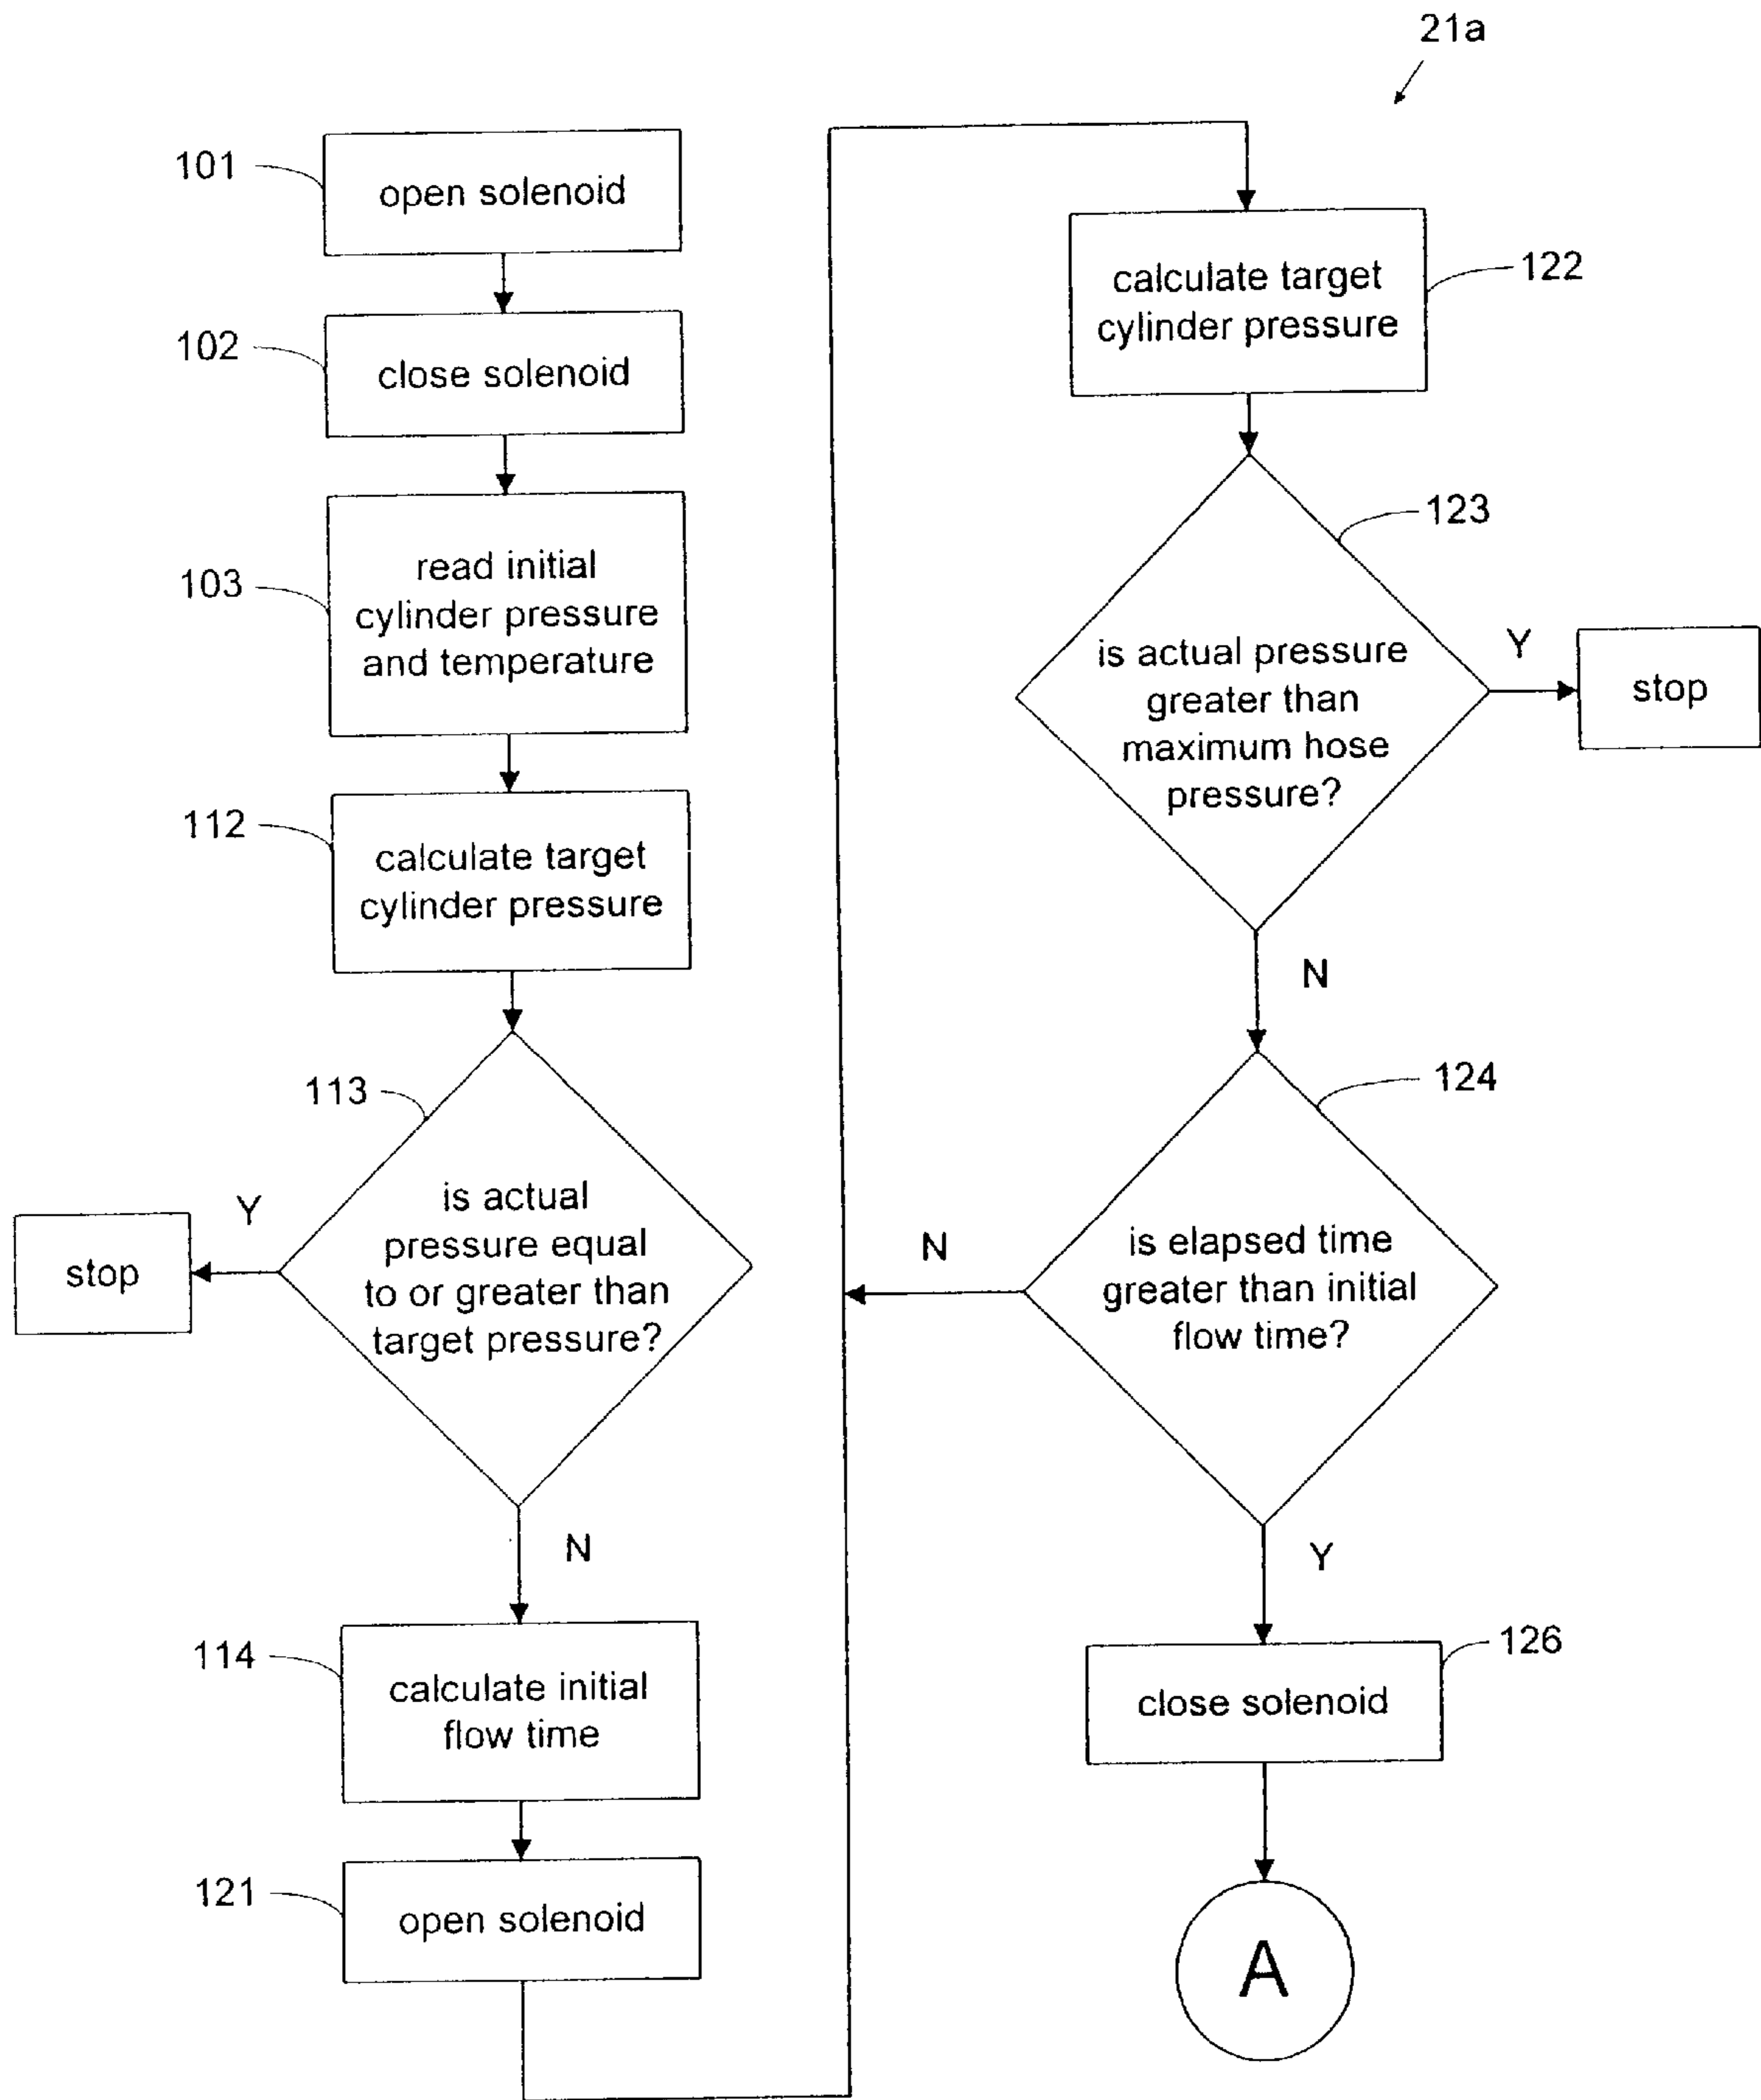 21a
101
open solenoid
102
close solenoid
103
read initial
cylinder pressure
and temperature
112
calculate target
cylinder pressure
113
is actual
pressure equal
to or greater than
target pressure?
Y
stop
N
114
calculate initial
flow time
121
open solenoid
122
calculate target
cylinder pressure
123
is actual pressure
greater than
maximum hose
pressure?
Y
stop
N
124
is elapsed time
greater than initial
flow time?
N
Y
126
close solenoid
A